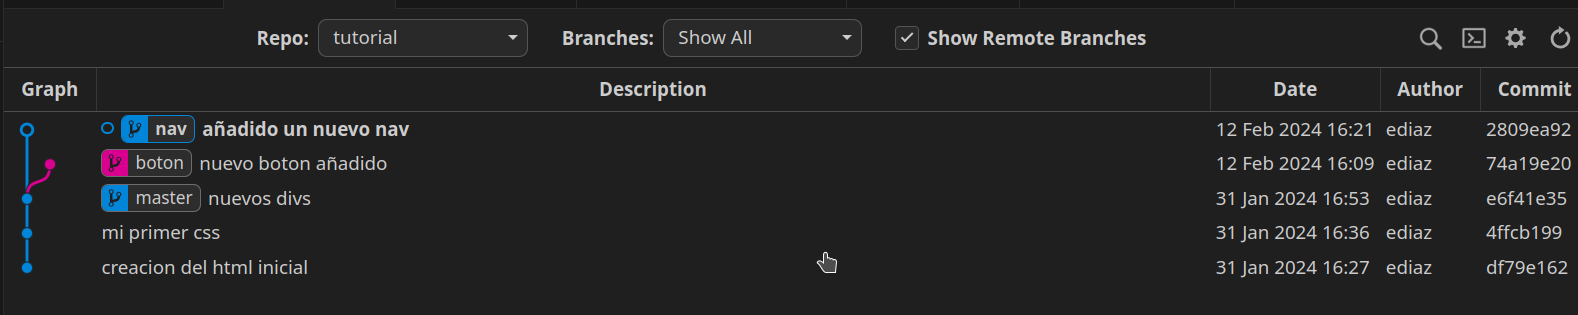 Repo: tutorial Branches: Show All Show Remote Branches
Graph Description Date Author Commit
nav añadido un nuevo nav 12 Feb 2024 16:21 ediaz 2809ea92
boton nuevo boton añadido 12 Feb 2024 16:09 ediaz 74a19e20
master nuevos divs 31 Jan 2024 16:53 ediaz e6f41e35
mi primer css 31 Jan 2024 16:36 ediaz 4ffcb199
creacion del html inicial 31 Jan 2024 16:27 ediaz df79e162